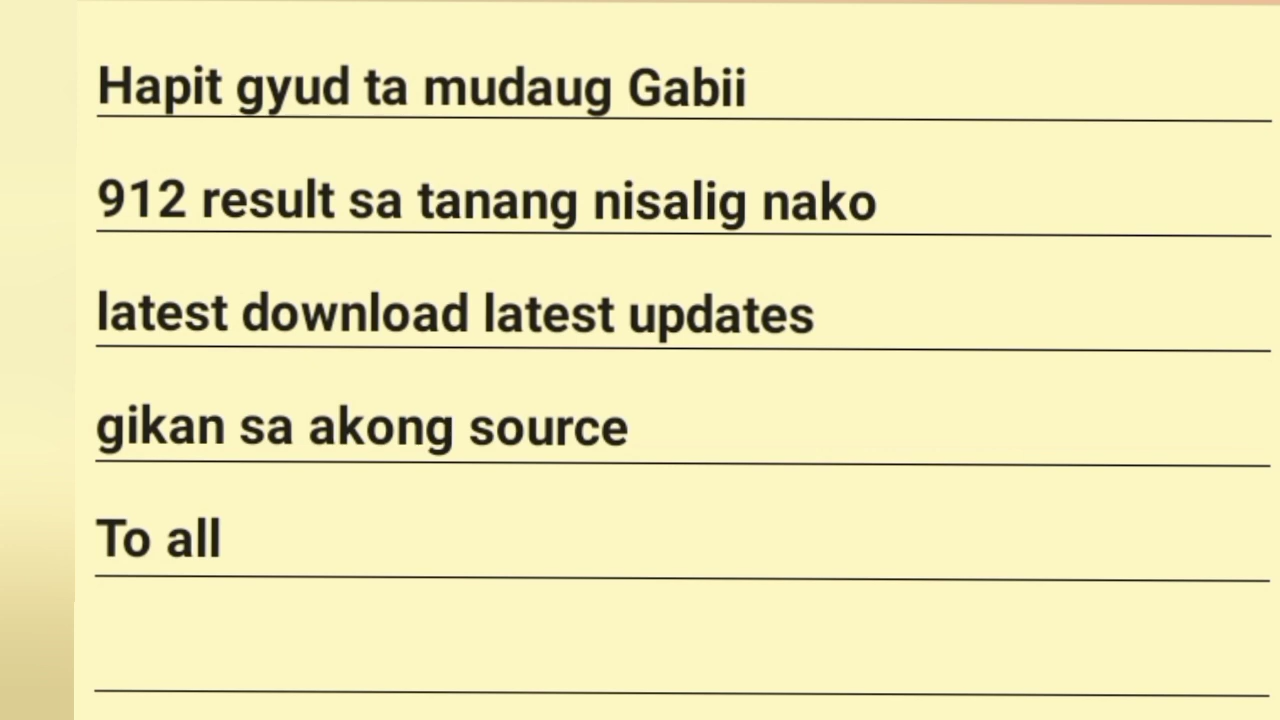 Hapit gyud ta mudaug Gabii
912 result sa tanang nisalig nako
latest download latest updates
gikan sa akong source
To all